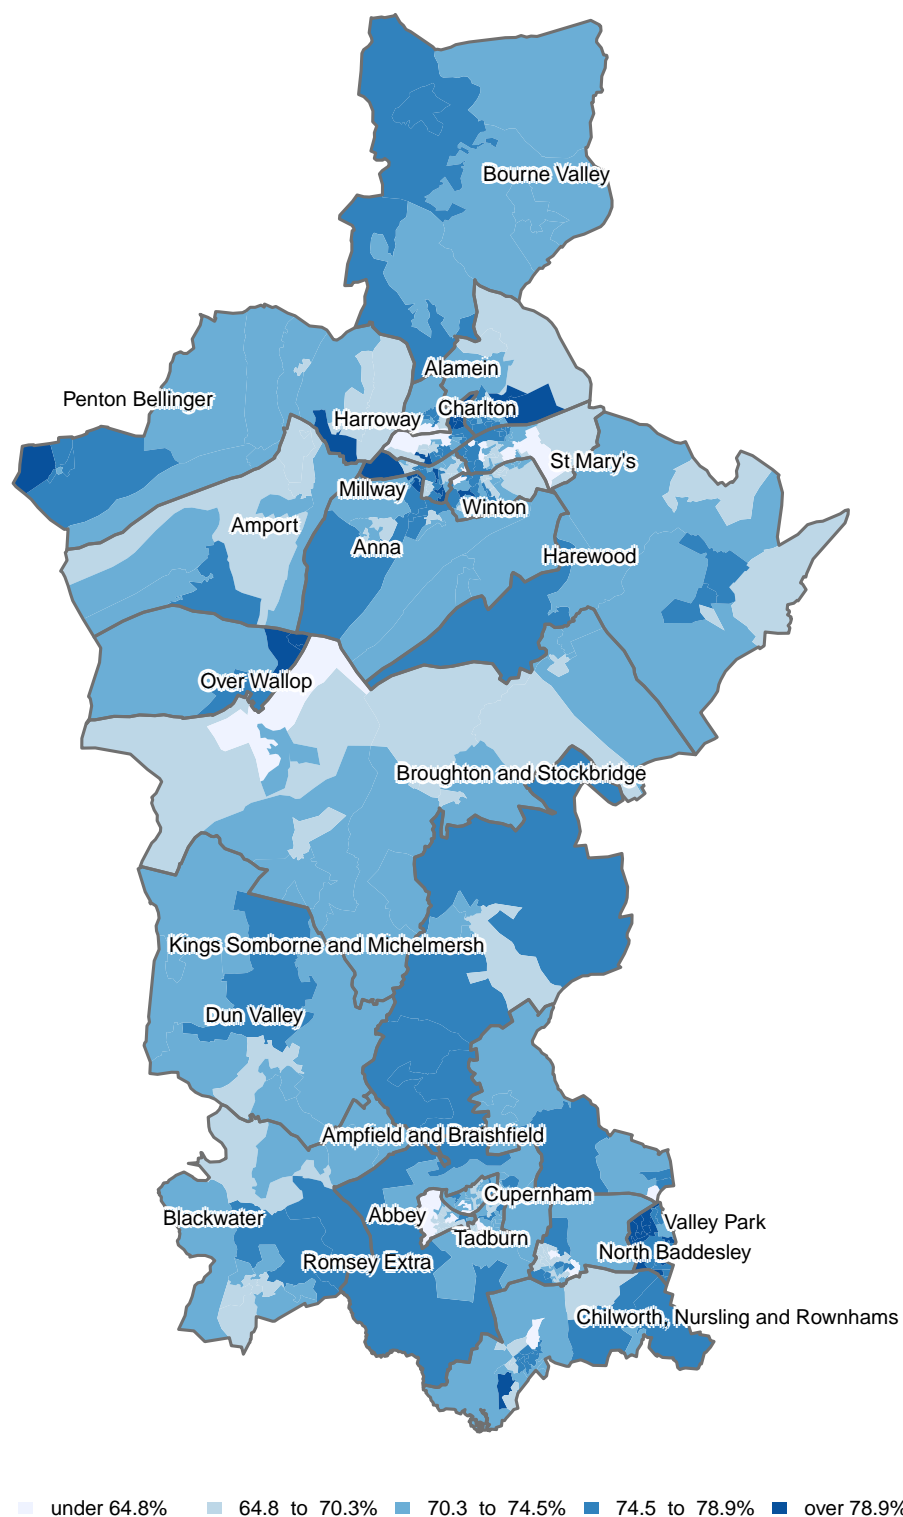 Bourne Valley
Alamein
Penton Bellinger
Charlton
Harroway
St Mary's
Millway
Winton
Amport
Anna
Harewood
Over Wallop
Broughton and Stockbridge
Kings Somborne and Michelmersh
Dun Valley
Ampfield and Braishfield
Cupernham
Abbey
Blackwater
Valley Park
Tadburn
North Baddesley
Romsey Extra
Chilworth, Nursling and Rownhams
under 64.8% 64.8 to 70.3% 70.3 to 74.5% 74.5 to 78.9% over 78.9%